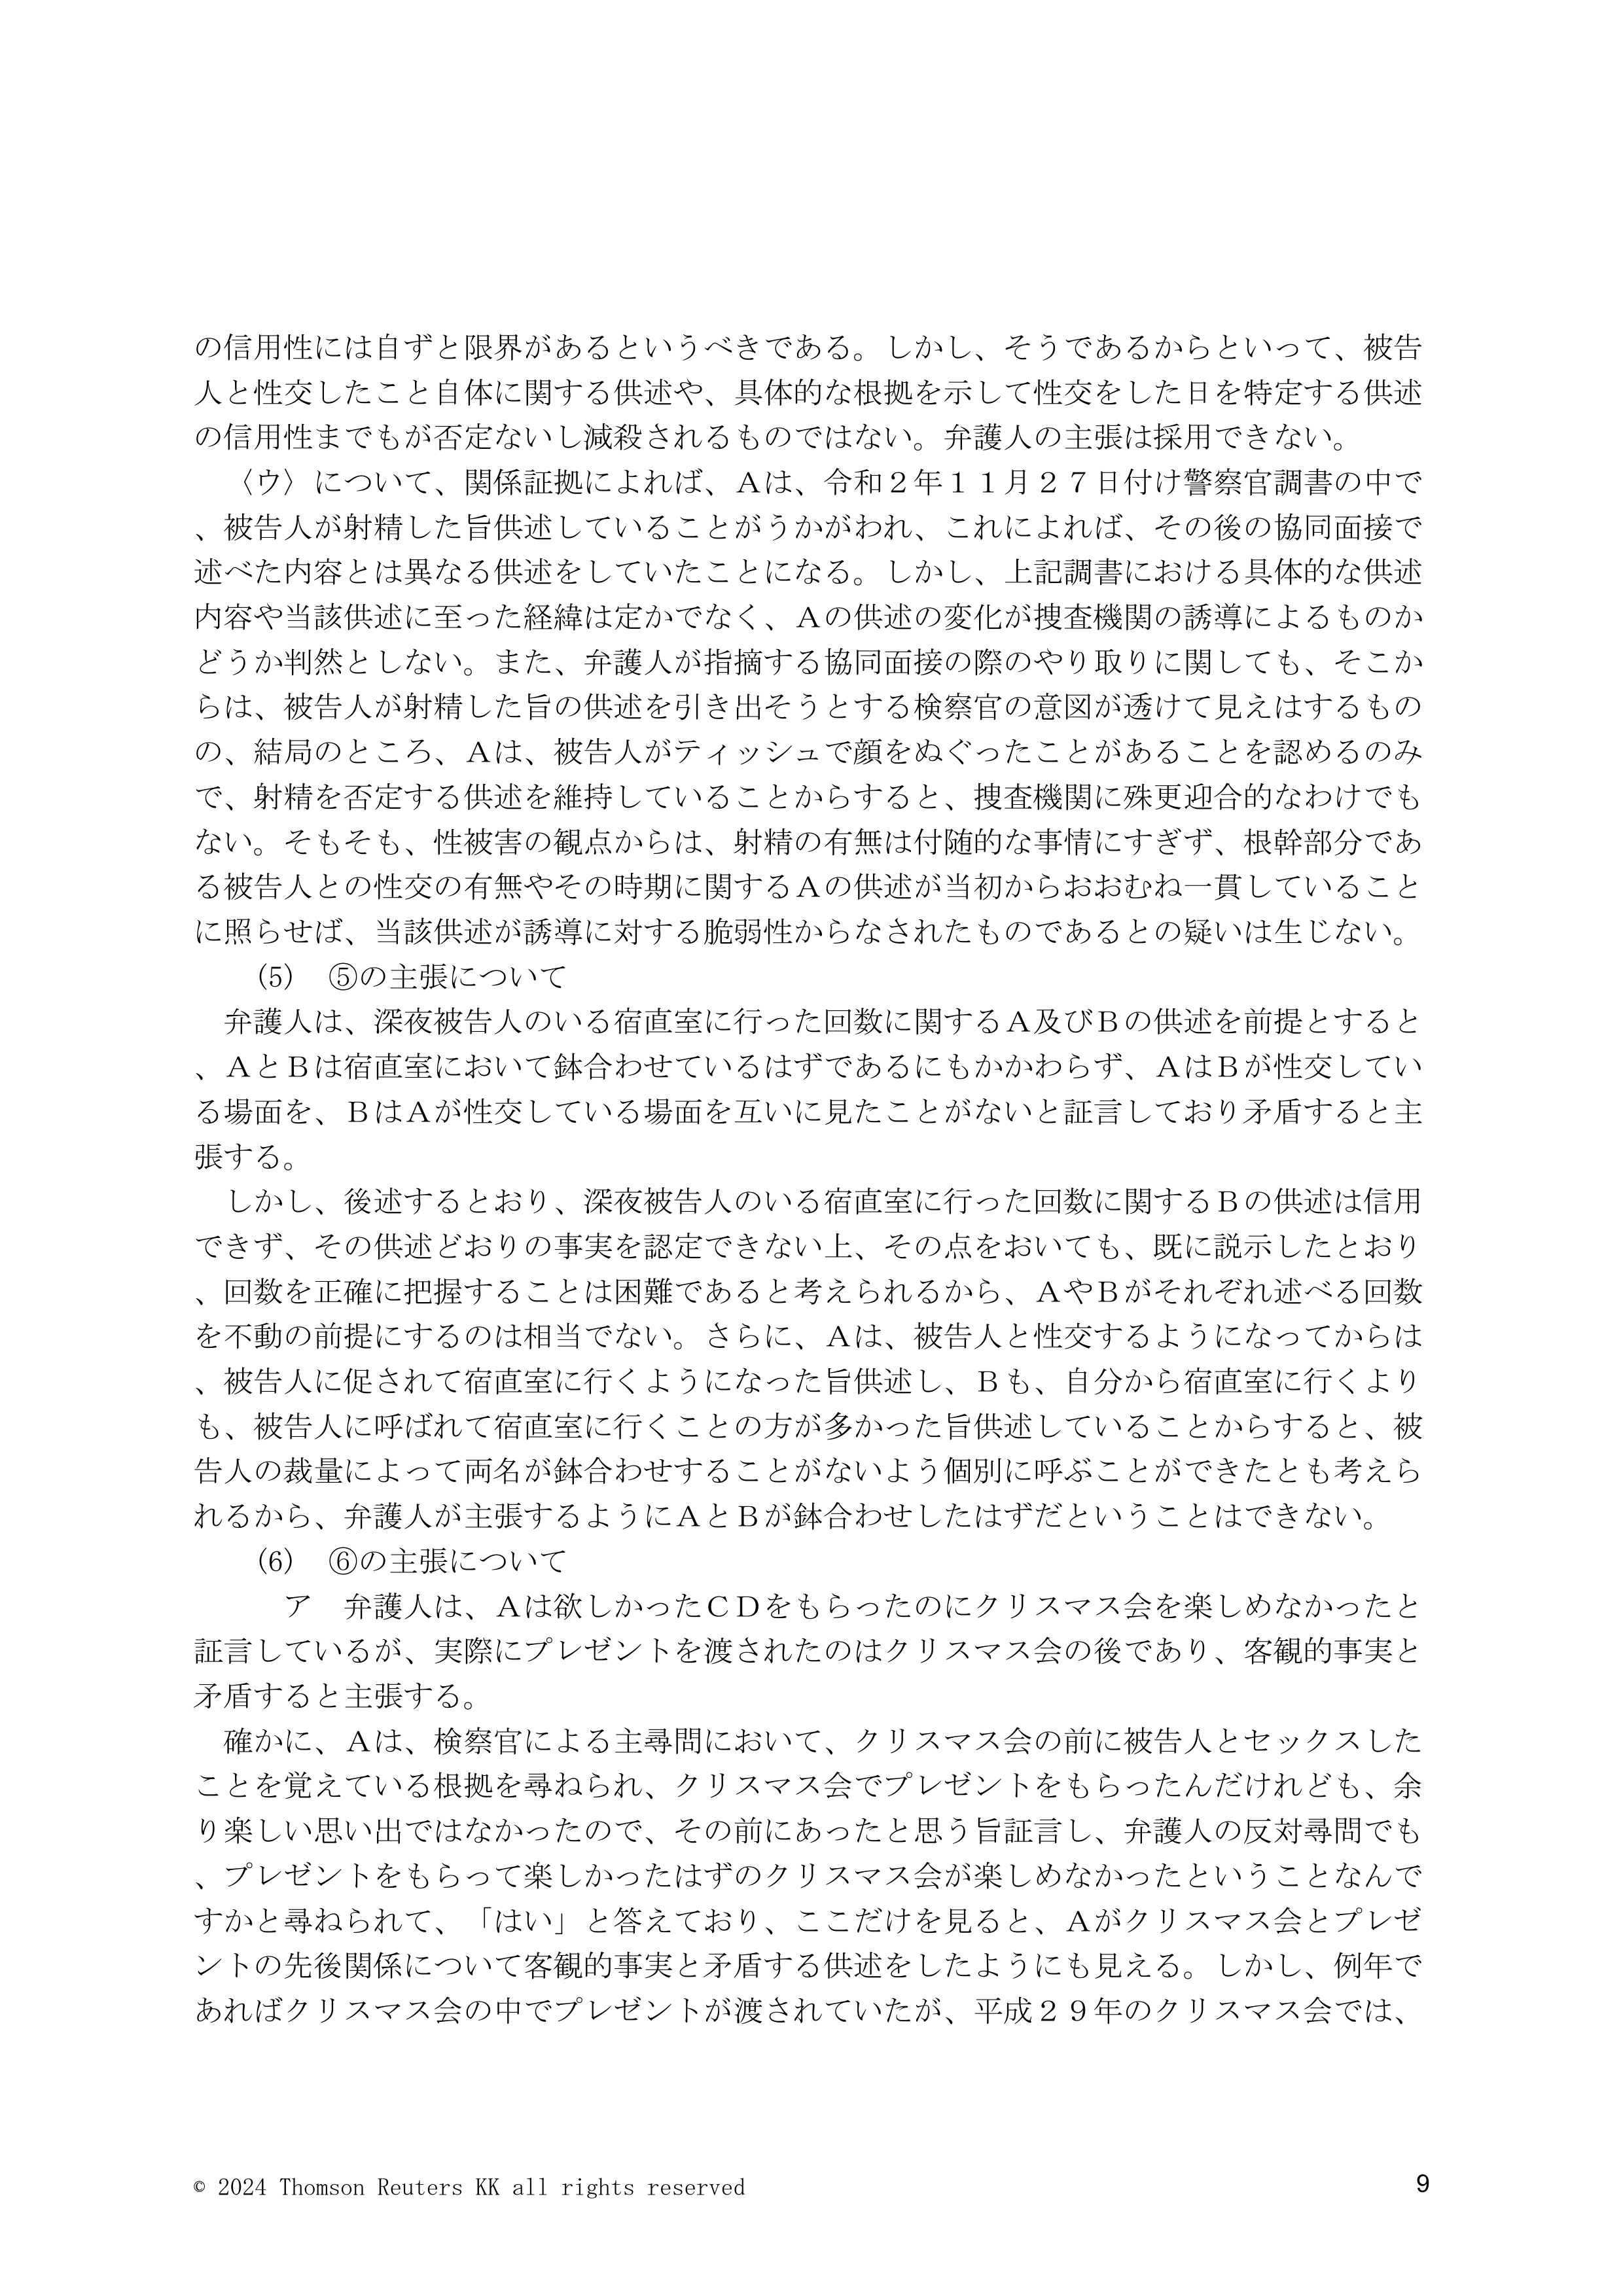 の信用性には自ずと限界があるというべきである。しかし、そうであるからといって、被告
人と性交したこと自体に関する供述や、具体的な根拠を示して性交をした日を特定する供述
の信用性までもが否定ないし減殺されるものではない。弁護人の主張は採用できない。
〈ウ〉について、関係証拠によれば、Ａは、令和２年１１月２７日付け警察官調書の中で
、被告人が射精した旨供述していることがうかがわれ、これによれば、その後の協同面接で
述べた内容とは異なる供述をしていたことになる。しかし、上記調書における具体的な供述
内容や当該供述に至った経緯は定かでなく、Ａの供述の変化が捜査機関の誘導によるものか
どうか判然としない。また、弁護人が指摘する協同面接の際のやり取りに関しても、そこか
らは、被告人が射精した旨の供述を引き出そうとする検察官の意図が透けて見えはするもの
の、結局のところ、Ａは、被告人がティッシュで顔をぬぐったことがあることを認めるのみ
で、射精を否定する供述を維持していることからすると、捜査機関に殊更迎合的なわけでも
ない。そもそも、性被害の観点からは、射精の有無は付随的な事情にすぎず、根幹部分であ
る被告人との性交の有無やその時期に関するＡの供述が当初からおおむね一貫していること
に照らせば、当該供述が誘導に対する脆弱性からなされたものであるとの疑いは生じない。
(5)　⑤の主張について
弁護人は、深夜被告人のいる宿直室に行った回数に関するＡ及びＢの供述を前提とすると
、ＡとＢは宿直室において鉢合わせているはずであるにもかかわらず、ＡはＢが性交してい
る場面を、ＢはＡが性交している場面を互いに見たことがないと証言しており矛盾すると主
張する。
しかし、後述するとおり、深夜被告人のいる宿直室に行った回数に関するＢの供述は信用
できず、その供述どおりの事実を認定できない上、その点をおいても、既に説示したとおり
、回数を正確に把握することは困難であると考えられるから、ＡやＢがそれぞれ述べる回数
を不動の前提にするのは相当でない。さらに、Ａは、被告人と性交するようになってからは
、被告人に促されて宿直室に行くようになった旨供述し、Ｂも、自分から宿直室に行くより
も、被告人に呼ばれて宿直室に行くことの方が多かった旨供述していることからすると、被
告人の裁量によって両名が鉢合わせすることがないよう個別に呼ぶことができたとも考えら
れるから、弁護人が主張するようにＡとＢが鉢合わせしたはずだということはできない。
(6)　⑥の主張について
ア　弁護人は、Ａは欲しかったＣＤをもらったのにクリスマス会を楽しめなかったと
証言しているが、実際にプレゼントを渡されたのはクリスマス会の後であり、客観的事実と
矛盾すると主張する。
確かに、Ａは、検察官による主尋問において、クリスマス会の前に被告人とセックスした
ことを覚えている根拠を尋ねられ、クリスマス会でプレゼントをもらったんだけれども、余
り楽しい思い出ではなかったので、その前にあったと思う旨証言し、弁護人の反対尋問でも
、プレゼントをもらって楽しかったはずのクリスマス会が楽しめなかったということなんで
すかと尋ねられて、「はい」と答えており、ここだけを見ると、Ａがクリスマス会とプレゼ
ントの先後関係について客観的事実と矛盾する供述をしたようにも見える。しかし、例年で
あればクリスマス会の中でプレゼントが渡されていたが、平成２９年のクリスマス会では、
© 2024 Thomson Reuters KK all rights reserved
9